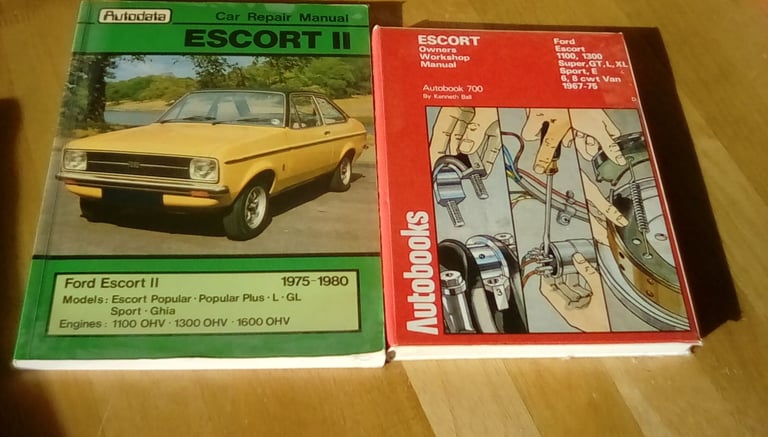 Autodata
Car Repair Manual
ESCORT II
Ford Escort II 1975-1980
Models: Escort Popular · Popular Plus · L · GL
Sport · Ghia
Engines: 1100 OHV · 1300 OHV · 1600 OHV
ESCORT
Owners
Workshop
Manual
Autobook 700
By Kenneth Ball
Ford
Escort
1100, 1300
Super, GT, L, XL
Sport, E
6, 8 cwt Van
1967-75
Autobooks
3